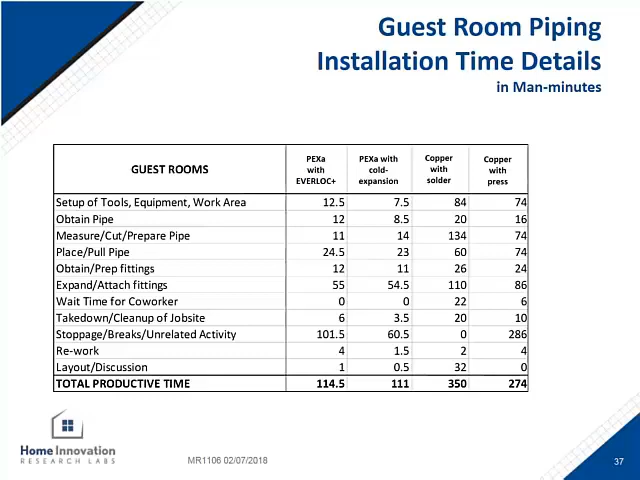 Guest Room Piping
Installation Time Details
in Man-minutes
GUEST ROOMS PEXa with EVERLOC+ PEXa with cold-expansion Copper with solder Copper with press
Setup of Tools, Equipment, Work Area 12.5 7.5 84 74
Obtain Pipe 12 8.5 20 16
Measure/Cut/Prepare Pipe 11 14 134 74
Place/Pull Pipe 24.5 23 60 74
Obtain/Prep fittings 12 11 26 24
Expand/Attach fittings 55 54.5 110 86
Wait Time for Coworker 0 0 22 6
Takedown/Cleanup of Jobsite 6 3.5 20 10
Stoppage/Breaks/Unrelated Activity 101.5 60.5 0 286
Re-work 4 1.5 2 4
Layout/Discussion 1 0.5 32 0
TOTAL PRODUCTIVE TIME 114.5 111 350 274
Home Innovation
RESEARCH LABS
MR1106 02/07/2018
37